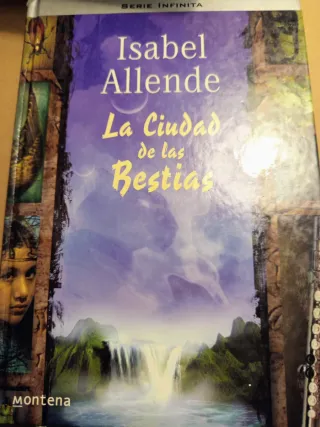 SERIE INFINITA
Isabel
Allende
La Ciudad
de las
Bestias
montena